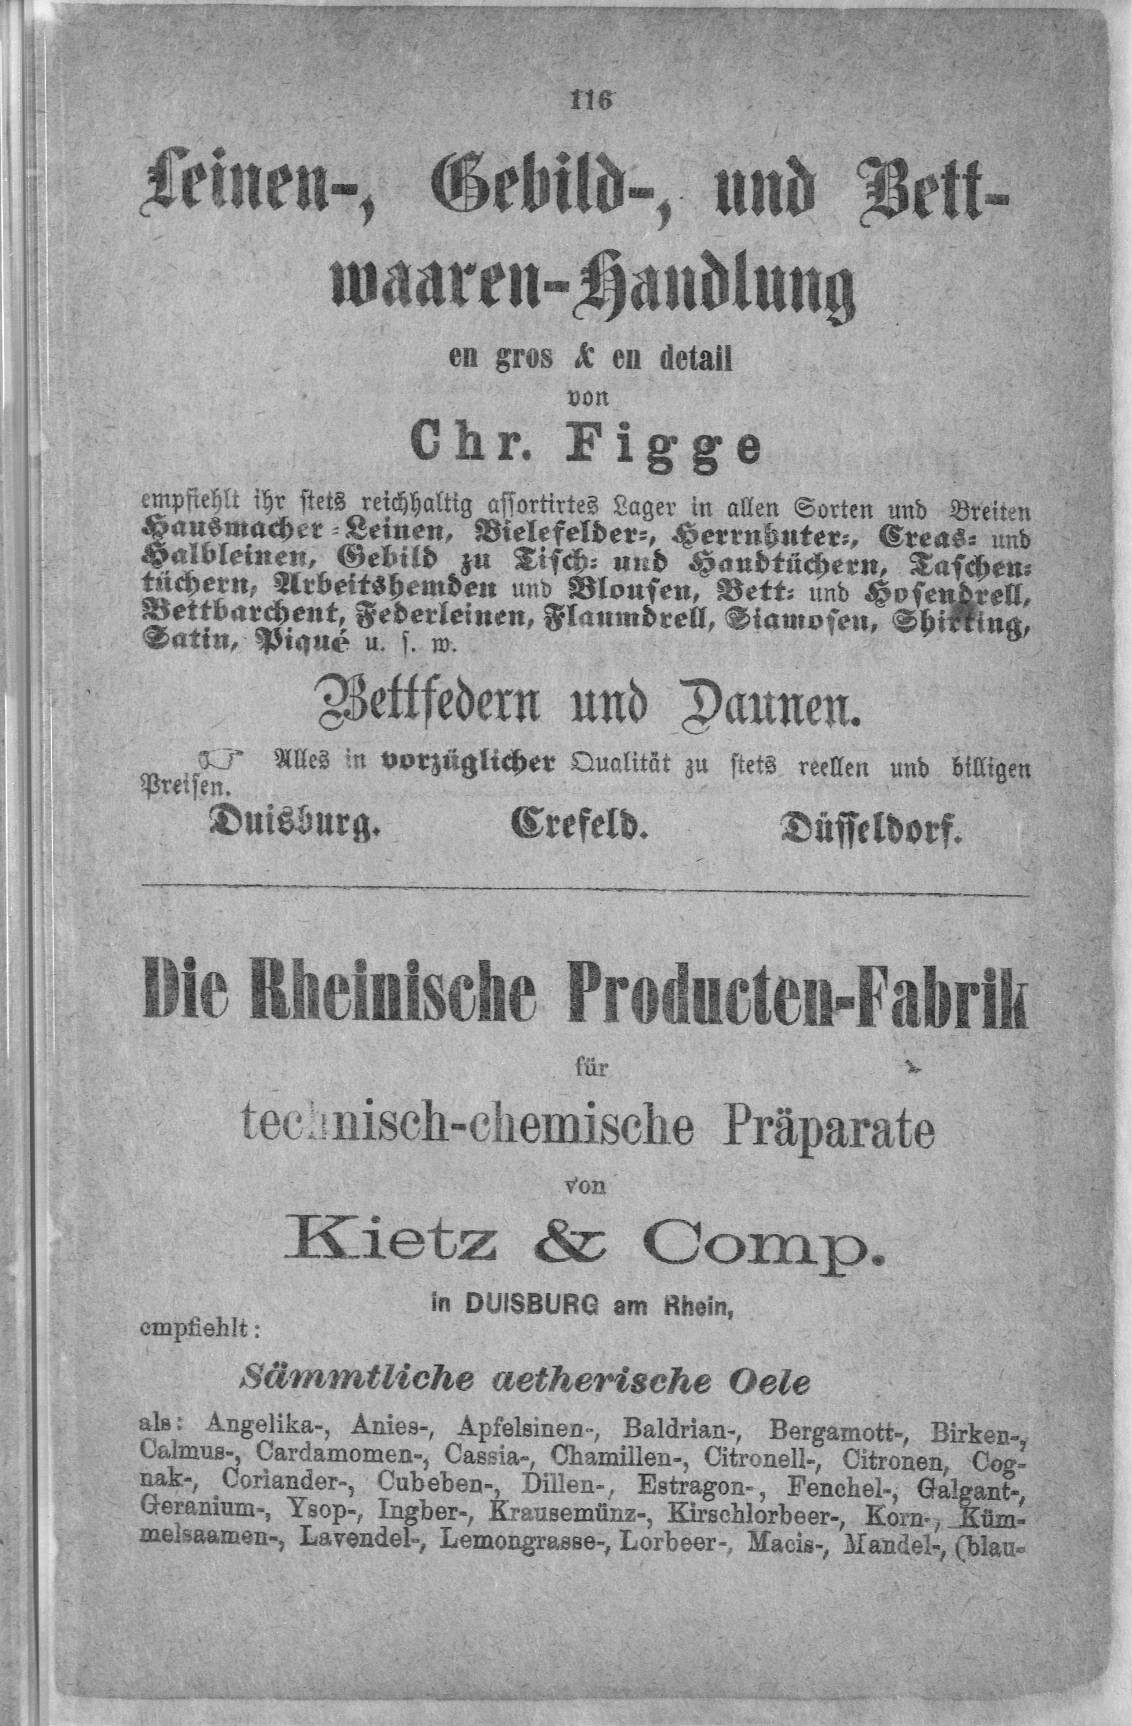 116
Leinen-, Gebild-, und Bett-
waaren-Handlung
en gros & en detail
von
Chr. Figge
empfiehlt ihr stets reichhaltig assortirtes Lager in allen Sorten und Breiten
Hausmacher-Leinen, Bielefelder-, Herrnhuter-, Creas- und
Halbleinen, Gebild zu Tisch- und Handtüchern, Taschen-
tüchern, Arbeitshemden und Blousen, Bett- und Hosendrell,
Bettbarchent, Federleinen, Flaumdrell, Siamosen, Shirting,
Satin, Piqué u. s. w.
Bettfedern und Daunen.
☞ Alles in vorzüglicher Qualität zu stets reellen und billigen
Preisen.
Duisburg. Crefeld. Düsseldorf.
Die Rheinische Producten-Fabrik
für
technisch-chemische Präparate
von
Kietz & Comp.
in DUISBURG am Rhein,
empfiehlt:
Sämmtliche aetherische Oele
als: Angelika-, Anies-, Apfelsinen-, Baldrian-, Bergamott-, Birken-,
Calmus-, Cardamomen-, Cassia-, Chamillen-, Citronell-, Citronen, Cog-
nak-, Coriander-, Cubeben-, Dillen-, Estragon-, Fenchel-, Galgant-,
Geranium-, Ysop-, Ingber-, Krausemünz-, Kirschlorbeer-, Korn-, Küm-
melsaamen-, Lavendel-, Lemongrasse-, Lorbeer-, Macis-, Mandel-, (blau-